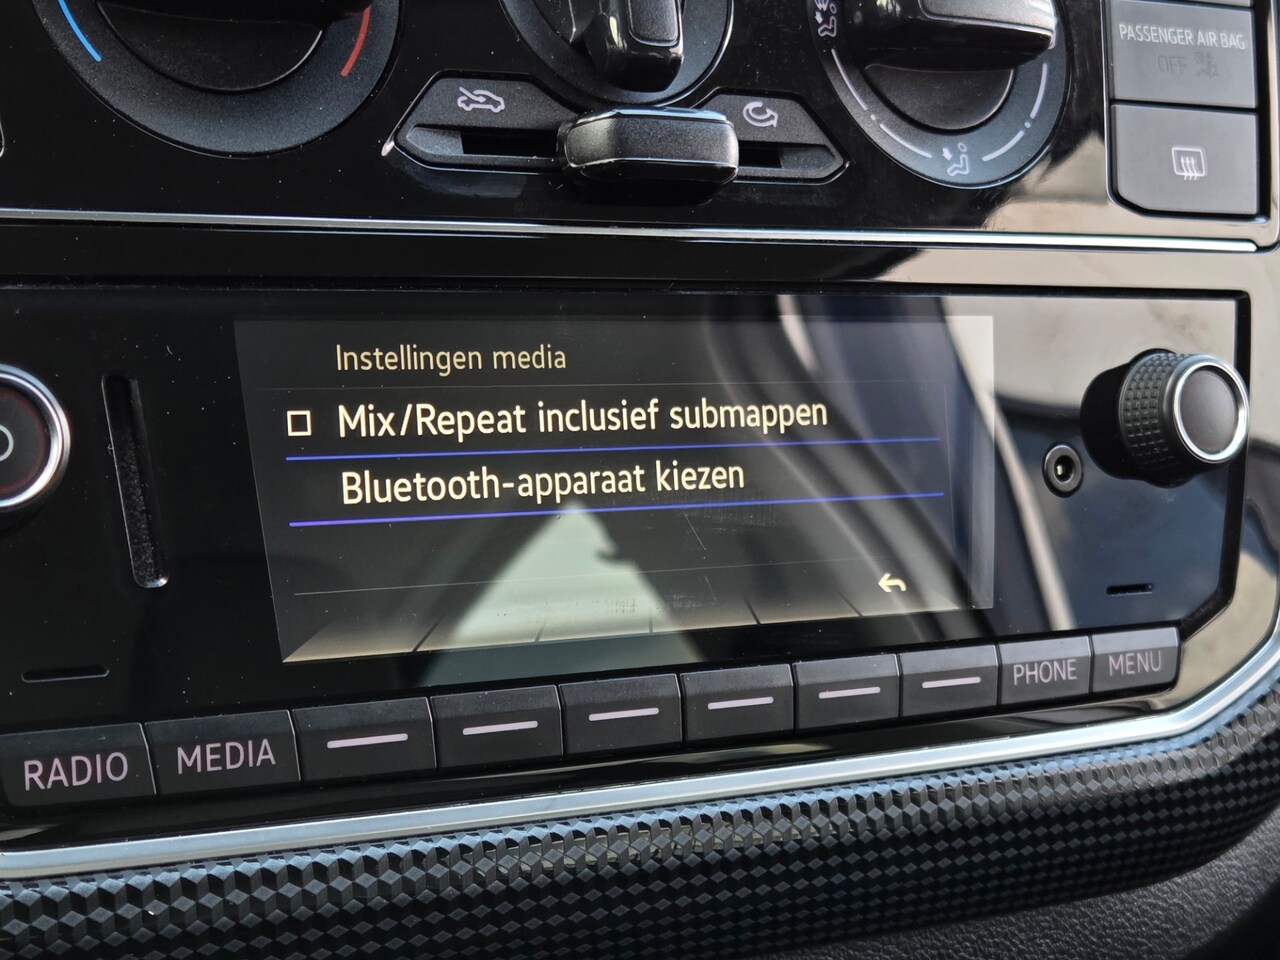 PASSENGER AIR BAG
OFF
Instellingen media
Mix/Repeat inclusief submappen
Bluetooth-apparaat kiezen
RADIO
MEDIA
PHONE
MENU